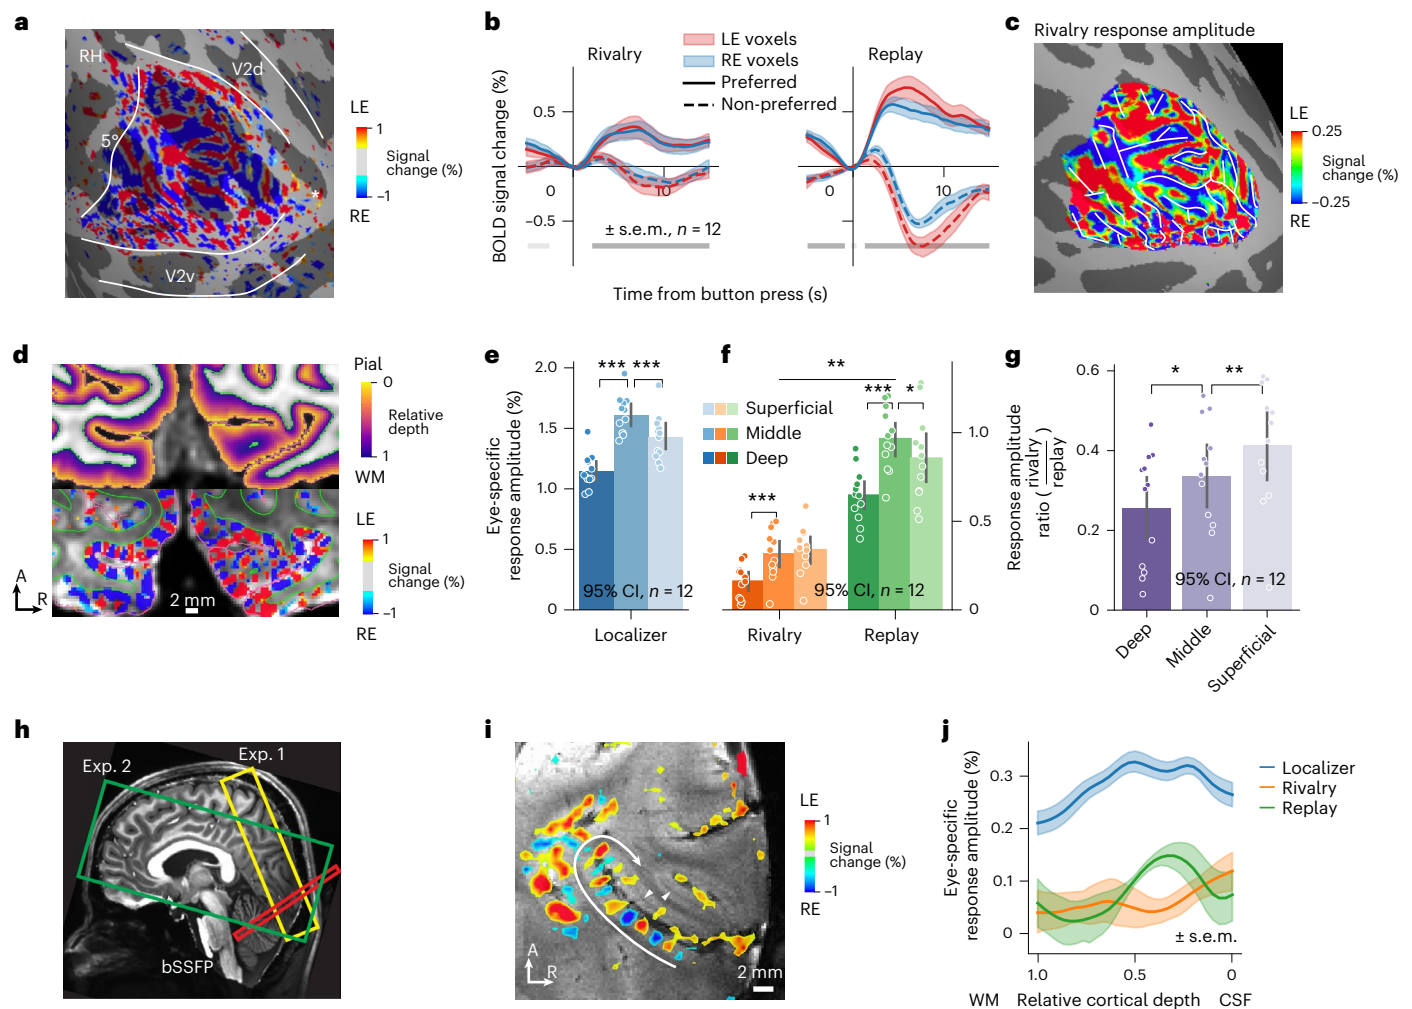 a
RH
V2d
5°
V2v
*
LE
1
Signal
change (%)
–1
RE
b
LE voxels
RE voxels
Preferred
Non-preferred
Rivalry
Replay
BOLD signal change (%)
0.5
0
10
–0.5
± s.e.m., n = 12
0
10
Time from button press (s)
c
Rivalry response amplitude
LE
0.25
Signal
change (%)
–0.25
RE
d
Pial
0
Relative
depth
1
WM
LE
1
Signal
change (%)
–1
RE
A
R
2 mm
e
Eye-specific
response amplitude (%)
2.0
1.5
1.0
0.5
0
*** ***
95% CI, n = 12
Localizer
f
Superficial
Middle
Deep
**
***
*** *
1.0
0.5
0
95% CI, n = 12
Rivalry
Replay
g
Response amplitude
ratio ( rivalry
replay )
0.6
0.4
0.2
0
*
**
95% CI, n = 12
Deep
Middle
Superficial
h
Exp. 1
Exp. 2
bSSFP
i
A
R
2 mm
LE
1
Signal
change (%)
–1
RE
j
Eye-specific
response amplitude (%)
0.3
0.2
0.1
0
Localizer
Rivalry
Replay
± s.e.m.
1.0
0.5
0
WM
Relative cortical depth
CSF